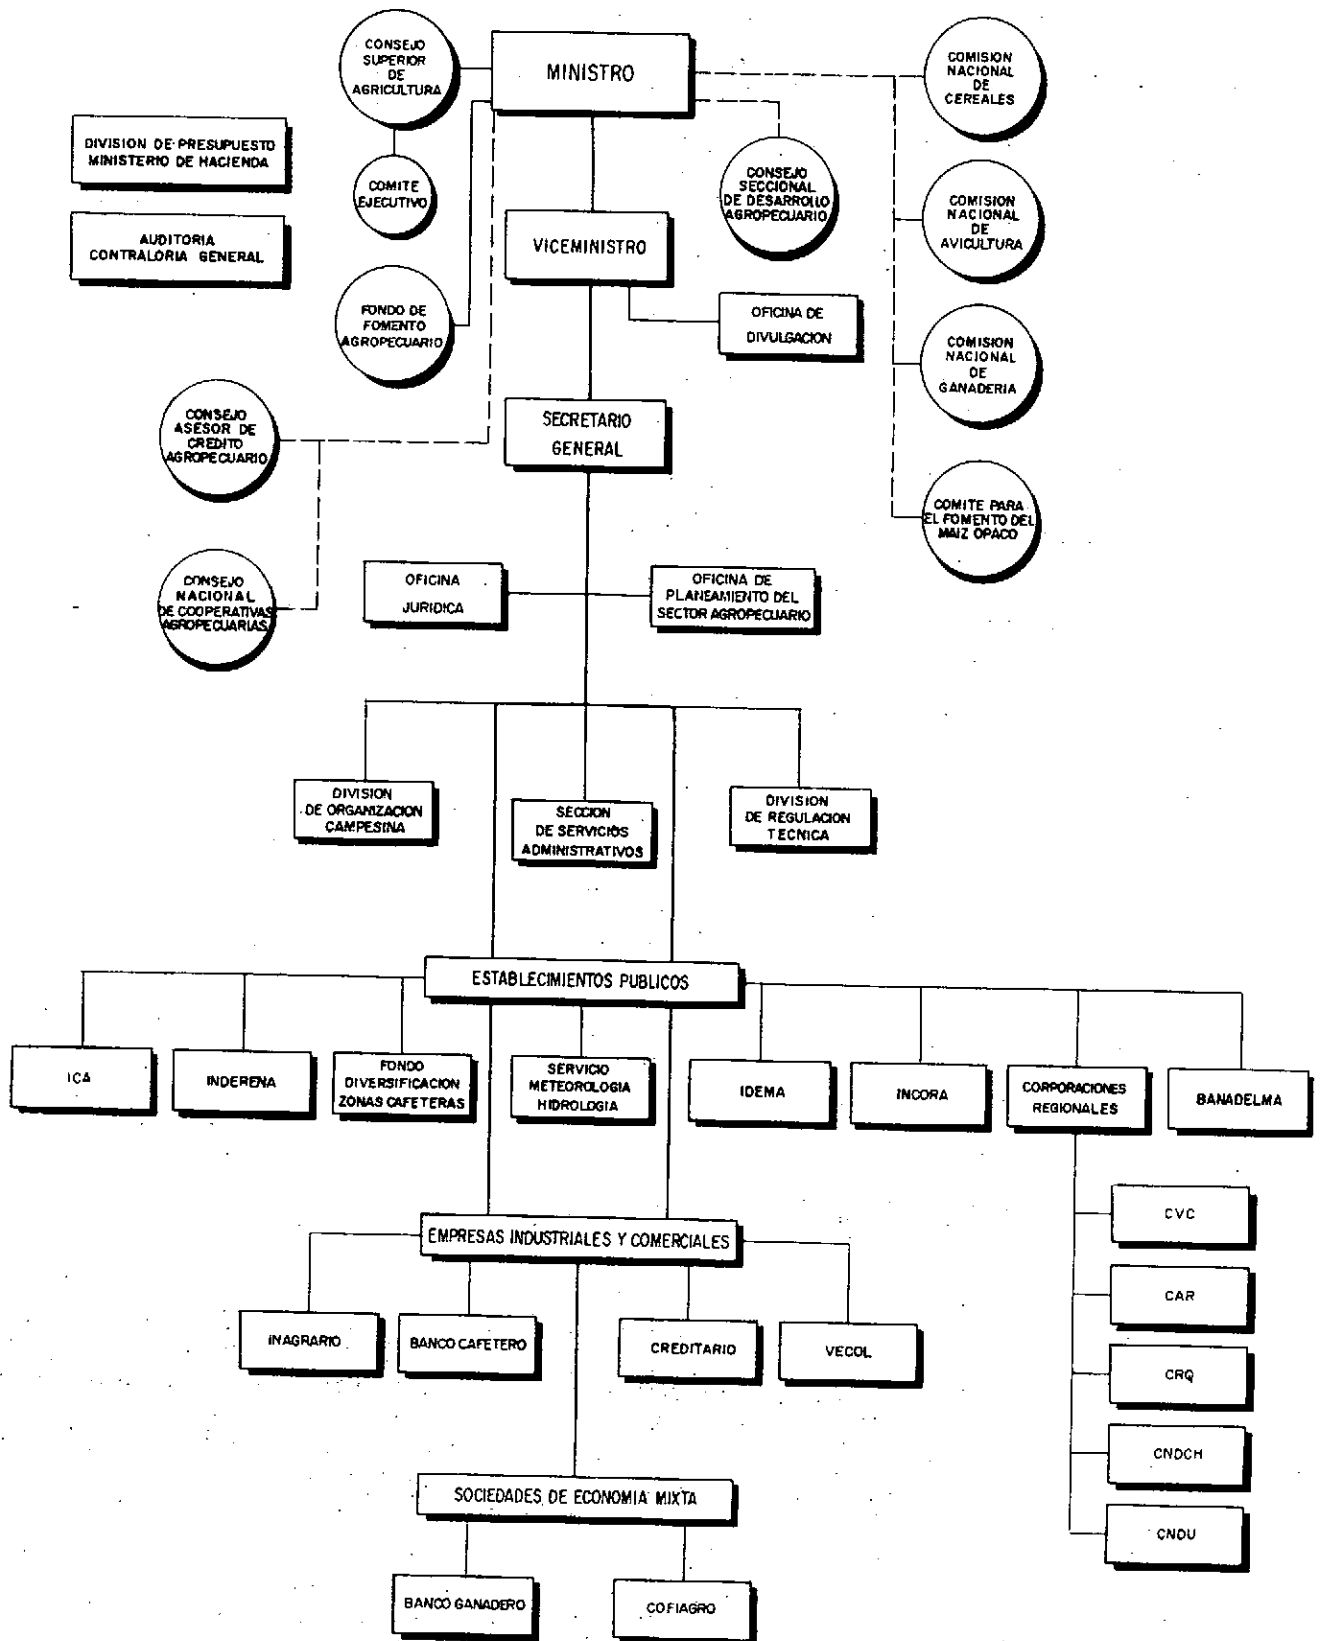 CONSEJO
SUPERIOR
DE
AGRICULTURA
MINISTRO
COMISION
NACIONAL
DE
CEREALES
DIVISION DE PRESUPUESTO
MINISTERIO DE HACIENDA
COMITE
EJECUTIVO
CONSEJO
SECCIONAL
DE DESARROLLO
AGROPECUARIO
COMISION
NACIONAL
DE
AVICULTURA
AUDITORIA
CONTRALORIA GENERAL
VICEMINISTRO
FONDO DE
FOMENTO
AGROPECUARIO
OFICINA DE
DIVULGACION
COMISION
NACIONAL
DE
GANADERIA
CONSEJO
ASESOR DE
CREDITO
AGROPECUARIO
SECRETARIO
GENERAL
COMITE PARA
EL FOMENTO DEL
MAIZ OPACO
CONSEJO
NACIONAL
DE COOPERATIVAS
AGROPECUARIAS
OFICINA
JURIDICA
OFICINA DE
PLANEAMIENTO DEL
SECTOR AGROPECUARIO
DIVISION
DE ORGANIZACION
CAMPESINA
SECCION
DE SERVICIOS
ADMINISTRATIVOS
DIVISION
DE REGULACION
TECNICA
ESTABLECIMIENTOS PUBLICOS
ICA
INDERENA
FONDO
DIVERSIFICACION
ZONAS CAFETERAS
SERVICIO
METEOROLOGIA
HIDROLOGIA
IDEMA
INCORA
CORPORACIONES
REGIONALES
BANADELMA
CVC
CAR
CRQ
CNDCH
CNDU
EMPRESAS INDUSTRIALES Y COMERCIALES
INAGRARIO
BANCO CAFETERO
CREDITARIO
VECOL
SOCIEDADES DE ECONOMIA MIXTA
BANCO GANADERO
COFIAGRO